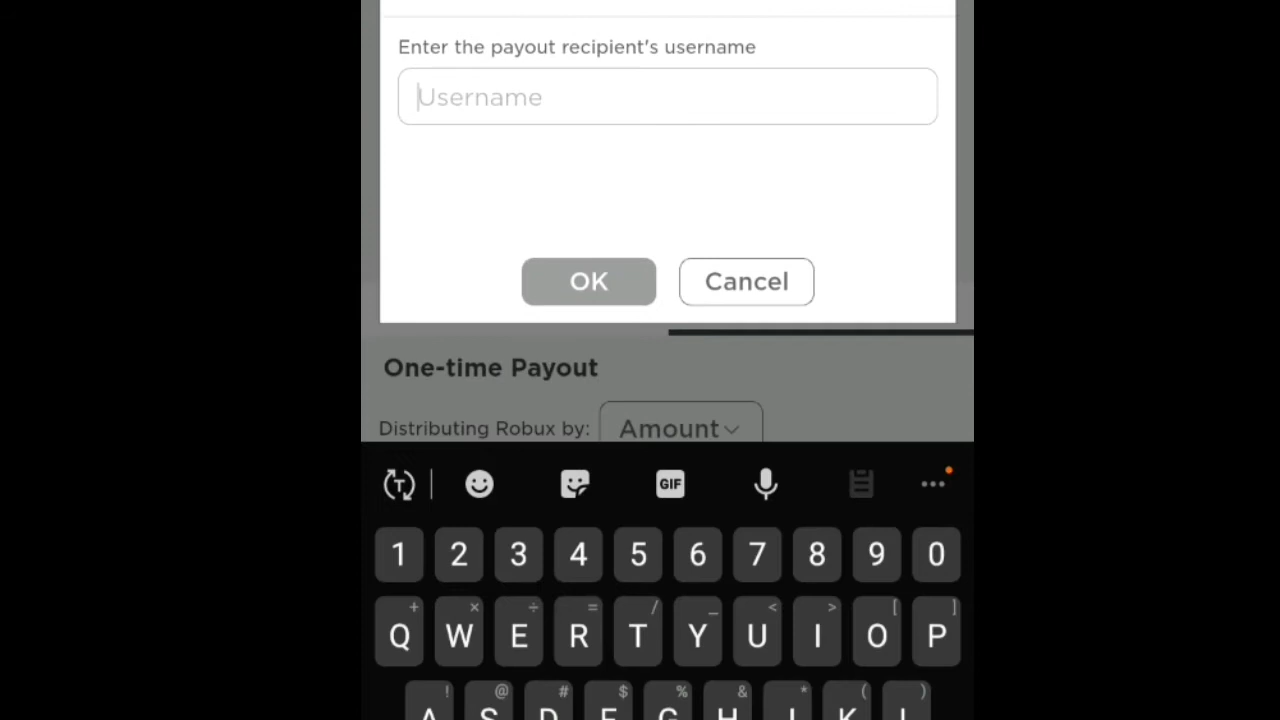 Enter the payout recipient's username
Username
OK Cancel
One-time Payout
Distributing Robux by: Amount
T GIF
1 2 3 4 5 6 7 8 9 0
+ × ÷ = / _ < > [ ]
Q W E R T Y U I O P
! @ # $ % & * ( )
A S D F G H J K L